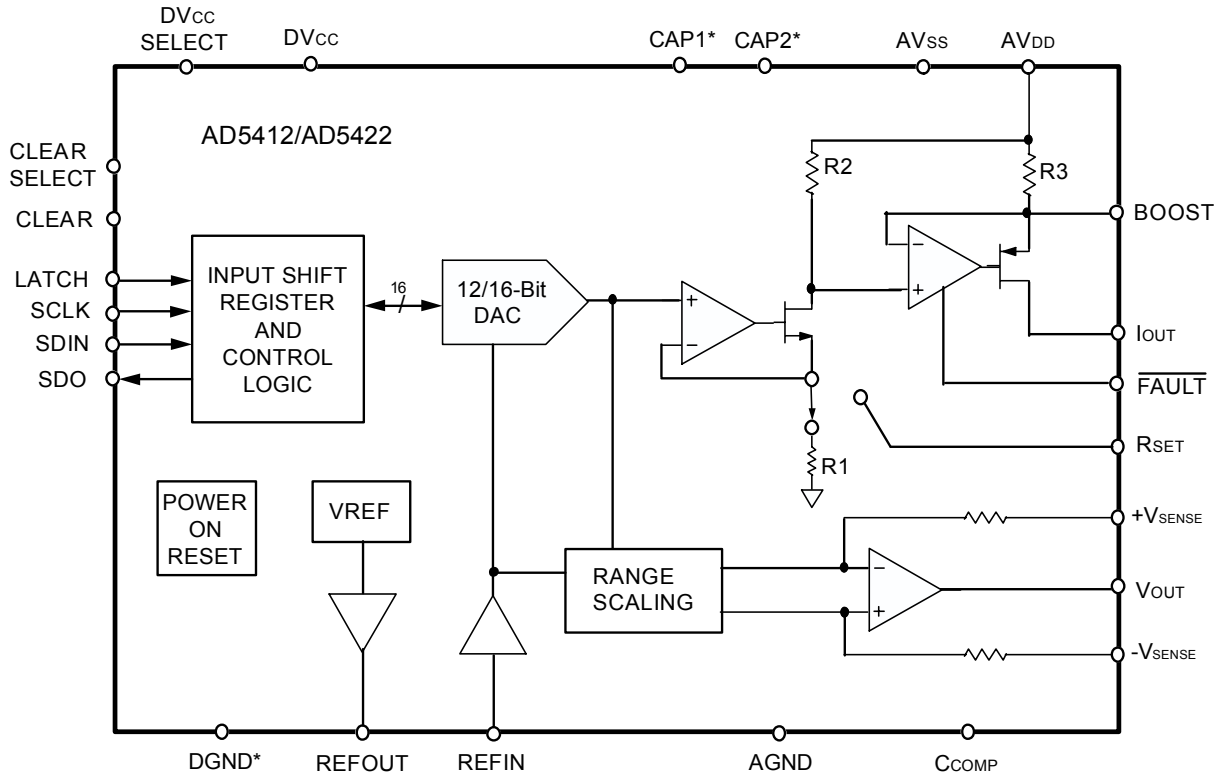 DVCC
SELECT
DVCC
CAP1*
CAP2*
AVSS
AVDD
AD5412/AD5422
CLEAR
SELECT
CLEAR
LATCH
SCLK
SDIN
SDO
INPUT SHIFT
REGISTER
AND
CONTROL
LOGIC
16
12/16-Bit
DAC
+
−
R2
R3
−
+
R1
BOOST
IOUT
FAULT
RSET
+VSENSE
VOUT
-VSENSE
POWER
ON
RESET
VREF
RANGE
SCALING
−
+
DGND*
REFOUT
REFIN
AGND
CCOMP